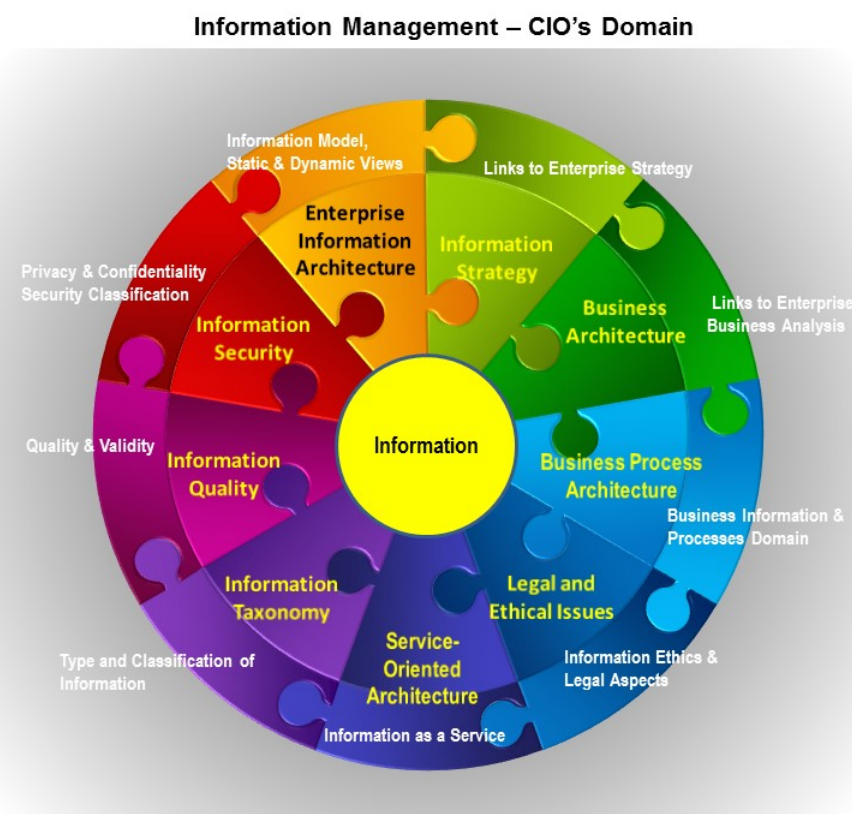 Information Management – CIO's Domain
Information Model,
Static & Dynamic Views
Links to Enterprise Strategy
Enterprise
Information
Architecture
Information
Strategy
Privacy & Confidentiality
Security Classification
Information
Security
Business
Architecture
Links to Enterprise
Business Analysis
Quality & Validity
Information
Quality
Information
Business Process
Architecture
Business Information &
Processes Domain
Information
Taxonomy
Legal and
Ethical Issues
Service-
Oriented
Architecture
Type and Classification of
Information
Information Ethics &
Legal Aspects
Information as a Service